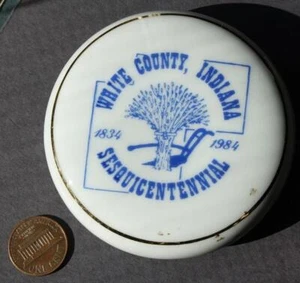 WHITE COUNTY, INDIANA
1834 1984
SESQUICENTENNIAL